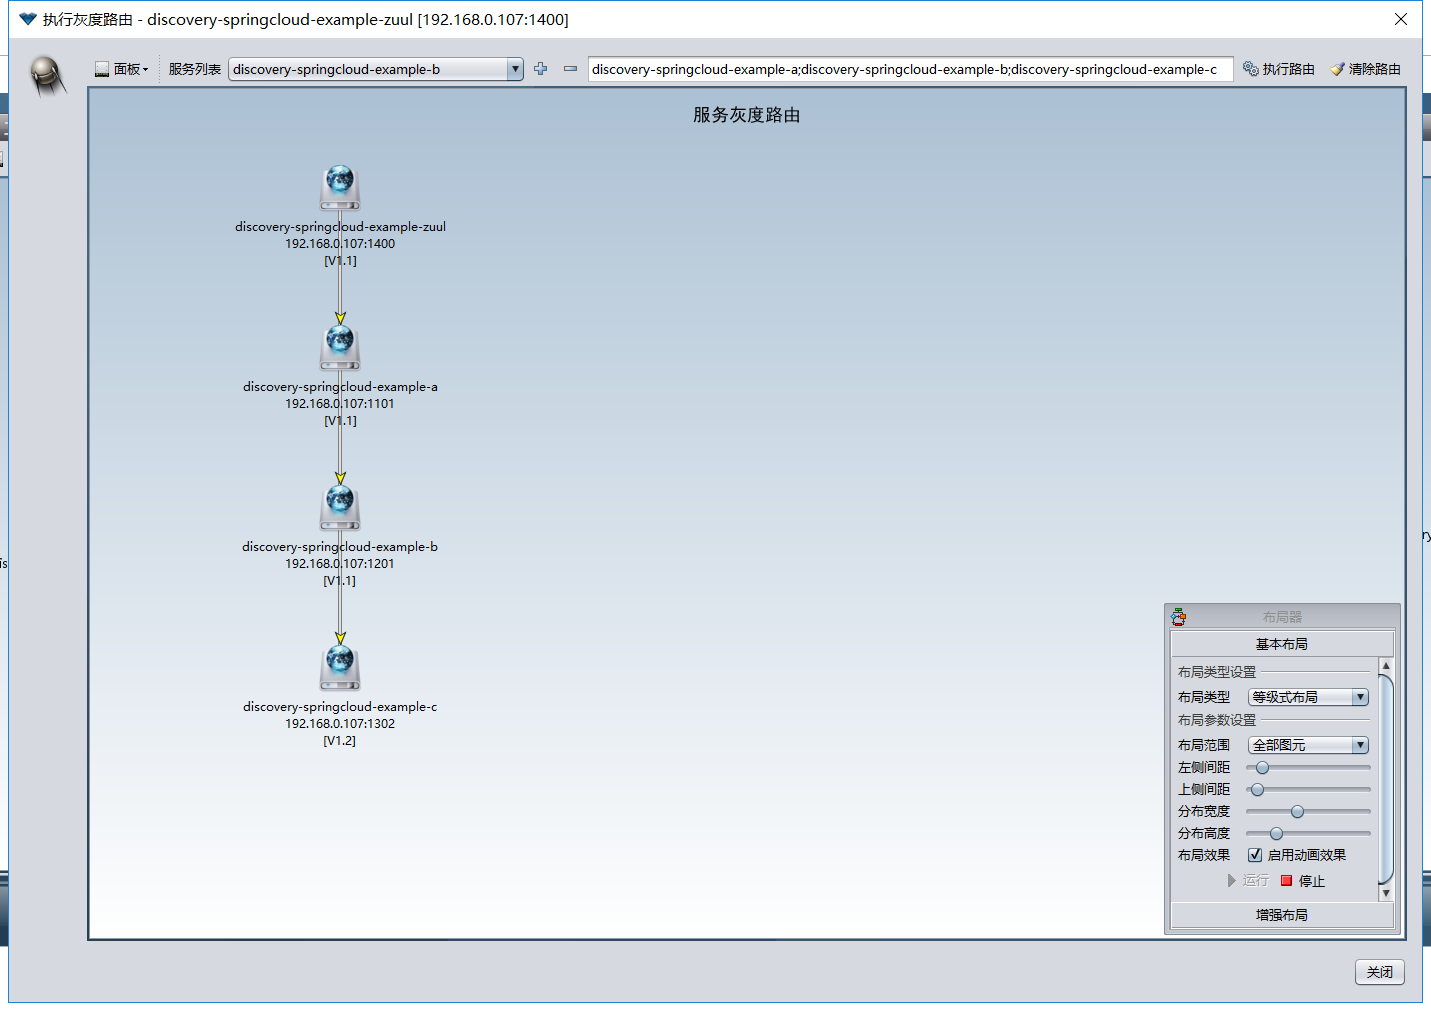 执行灰度路由 - discovery-springcloud-example-zuul [192.168.0.107:1400]
面板 服务列表 discovery-springcloud-example-b discovery-springcloud-example-a;discovery-springcloud-example-b;discovery-springcloud-example-c 执行路由 清除路由
服务灰度路由
discovery-springcloud-example-zuul
192.168.0.107:1400
[V1.1]
discovery-springcloud-example-a
192.168.0.107:1101
[V1.1]
discovery-springcloud-example-b
192.168.0.107:1201
[V1.1]
discovery-springcloud-example-c
192.168.0.107:1302
[V1.2]
布局器
基本布局
布局类型设置
布局类型 等级式布局
布局参数设置
布局范围 全部图元
左侧间距
上侧间距
分布宽度
分布高度
布局效果 启用动画效果
运行 停止
增强布局
关闭